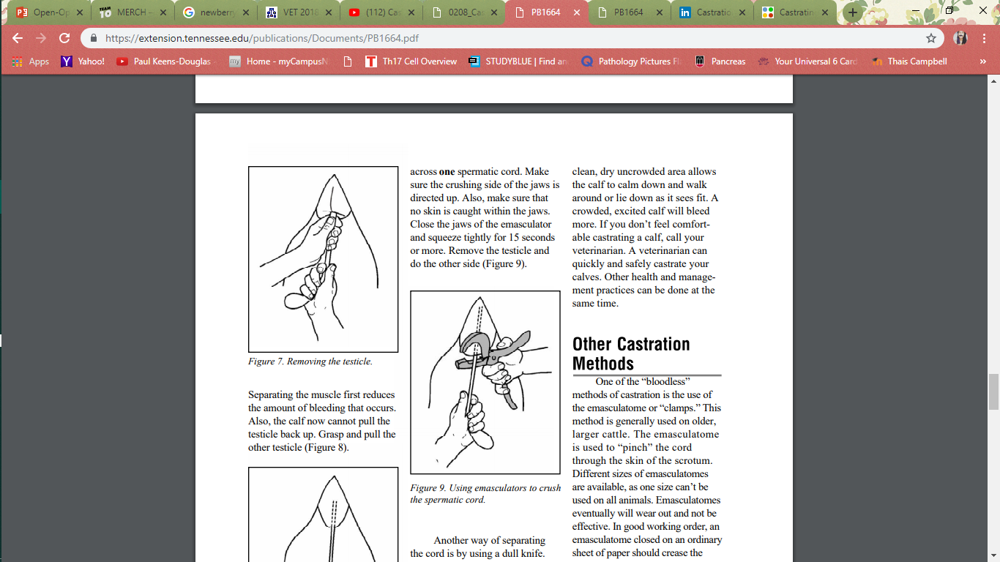 Open-Op
TEAM 10 MERCH -
newberry
VET 2018
(112) Cas
0208_Cas
PB1664
PB1664
Castratio
Castratin
https://extension.tennessee.edu/publications/Documents/PB1664.pdf
Apps
Yahoo!
Paul Keens-Douglas
my Home - myCampusN
Th17 Cell Overview
STUDYBLUE | Find an
Pathology Pictures Fl
Pancreas
Your Universal 6 Card
Thais Campbell
»
Figure 7. Removing the testicle.
Separating the muscle first reduces
the amount of bleeding that occurs.
Also, the calf now cannot pull the
testicle back up. Grasp and pull the
other testicle (Figure 8).
across one spermatic cord. Make
sure the crushing side of the jaws is
directed up. Also, make sure that
no skin is caught within the jaws.
Close the jaws of the emasculator
and squeeze tightly for 15 seconds
or more. Remove the testicle and
do the other side (Figure 9).
Figure 9. Using emasculators to crush
the spermatic cord.
Another way of separating
the cord is by using a dull knife.
clean, dry uncrowded area allows
the calf to calm down and walk
around or lie down as it sees fit. A
crowded, excited calf will bleed
more. If you don’t feel comfort-
able castrating a calf, call your
veterinarian. A veterinarian can
quickly and safely castrate your
calves. Other health and manage-
ment practices can be done at the
same time.
Other Castration
Methods
One of the “bloodless”
methods of castration is the use of
the emasculatome or “clamps.” This
method is generally used on older,
larger cattle. The emasculatome
is used to “pinch” the cord
through the skin of the scrotum.
Different sizes of emasculatomes
are available, as one size can’t be
used on all animals. Emasculatomes
eventually will wear out and not be
effective. In good working order, an
emasculatome closed on an ordinary
sheet of paper should crease the